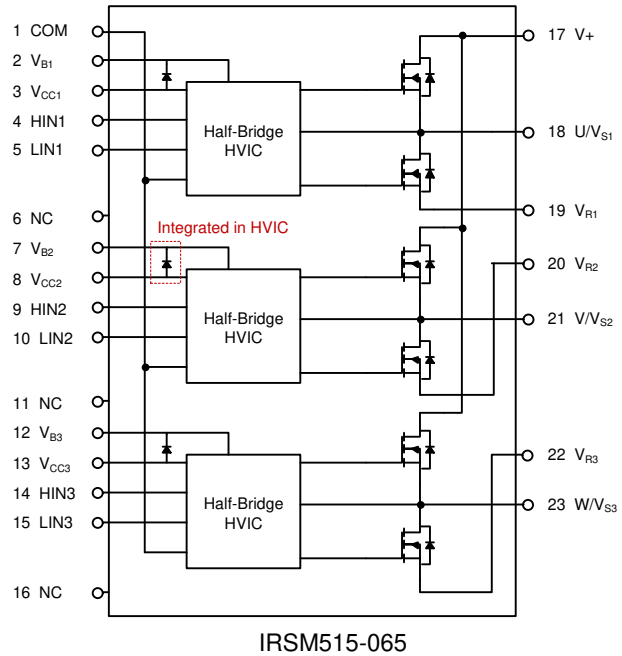 1 COM
2 VB1
3 VCC1
4 HIN1
5 LIN1
6 NC
7 VB2
8 VCC2
9 HIN2
10 LIN2
11 NC
12 VB3
13 VCC3
14 HIN3
15 LIN3
16 NC
Half-Bridge
HVIC
Integrated in HVIC
Half-Bridge
HVIC
Half-Bridge
HVIC
17 V+
18 U/VS1
19 VR1
20 VR2
21 V/VS2
22 VR3
23 W/VS3
IRSM515-065